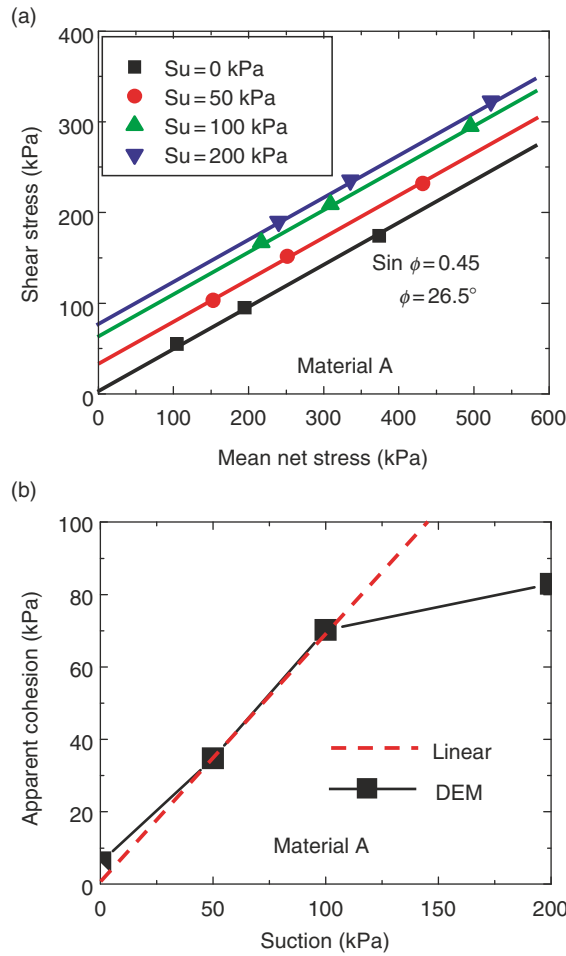 (a)
400
300
200
100
0
Shear stress (kPa)
Su = 0 kPa
Su = 50 kPa
Su = 100 kPa
Su = 200 kPa
Sin ϕ = 0.45
ϕ = 26.5°
Material A
0 100 200 300 400 500 600
Mean net stress (kPa)
(b)
100
80
60
40
20
0
Apparent cohesion (kPa)
Linear
DEM
Material A
0 50 100 150 200
Suction (kPa)